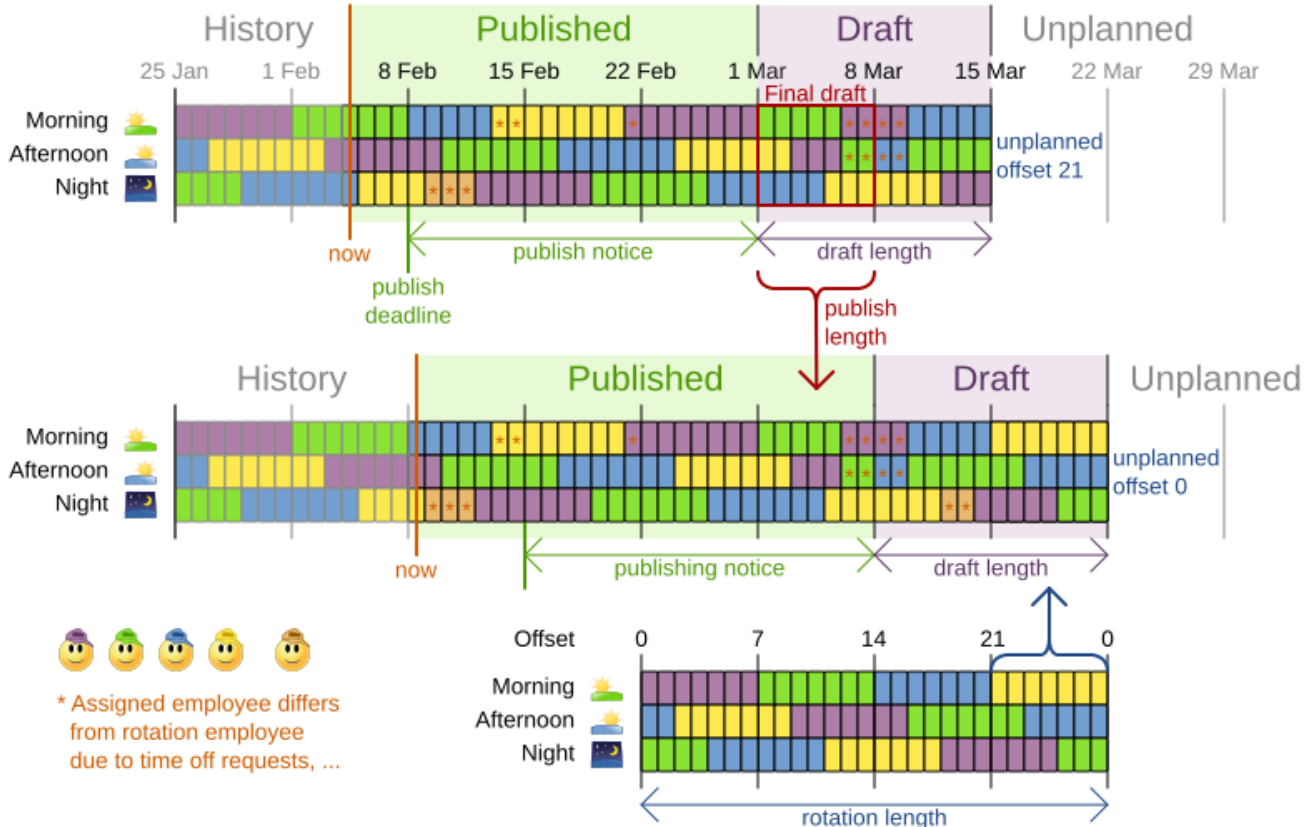 History
Published
Draft
Unplanned
25 Jan
1 Feb
8 Feb
15 Feb
22 Feb
1 Mar
8 Mar
15 Mar
22 Mar
29 Mar
Final draft
Morning
* * * * * *
Afternoon
* * * *
Night
* * *
unplanned
offset 21
now
publish notice
draft length
publish
deadline
publish
length
History
Published
Draft
Unplanned
Morning
* * * * * * *
Afternoon
* * * *
Night
* * * * *
unplanned
offset 0
now
publishing notice
draft length
Offset
0
7
14
21
0
Morning
Afternoon
Night
* Assigned employee differs
from rotation employee
due to time off requests, ...
rotation length